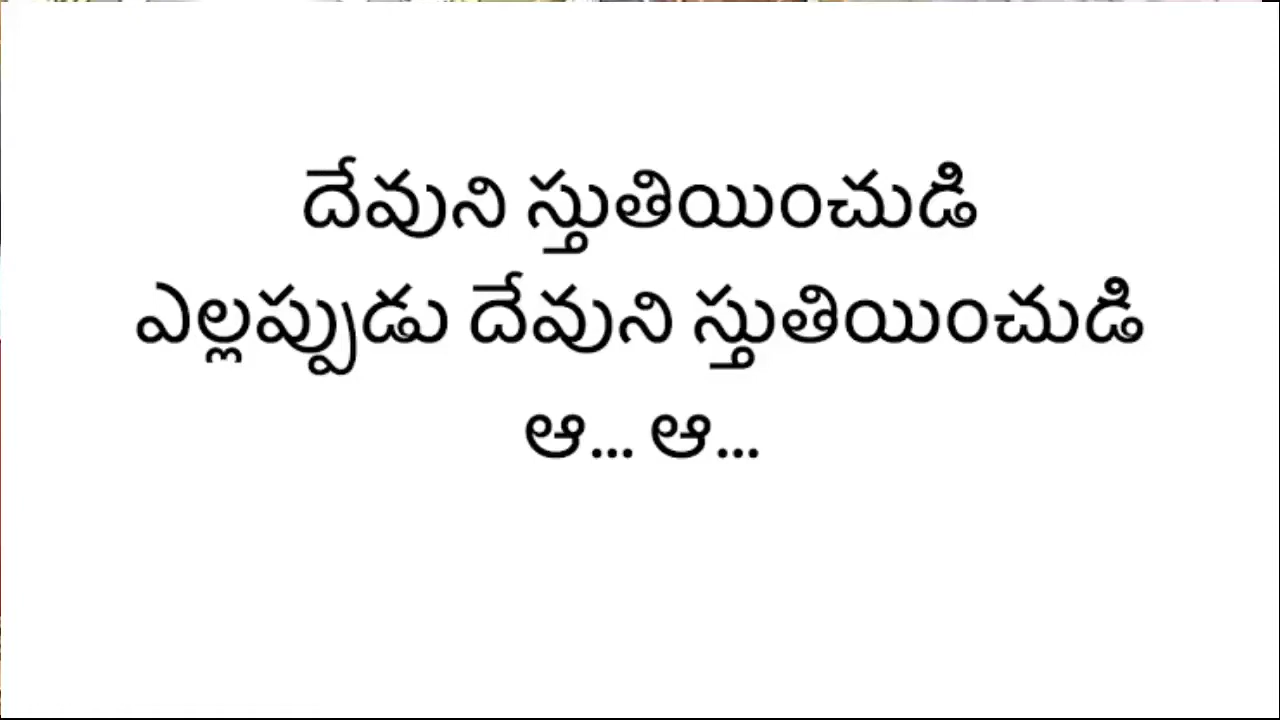 దేవుని స్తుతియించుడి
ఎల్లప్పుడు దేవుని స్తుతియించుడి
ఆ... ఆ...